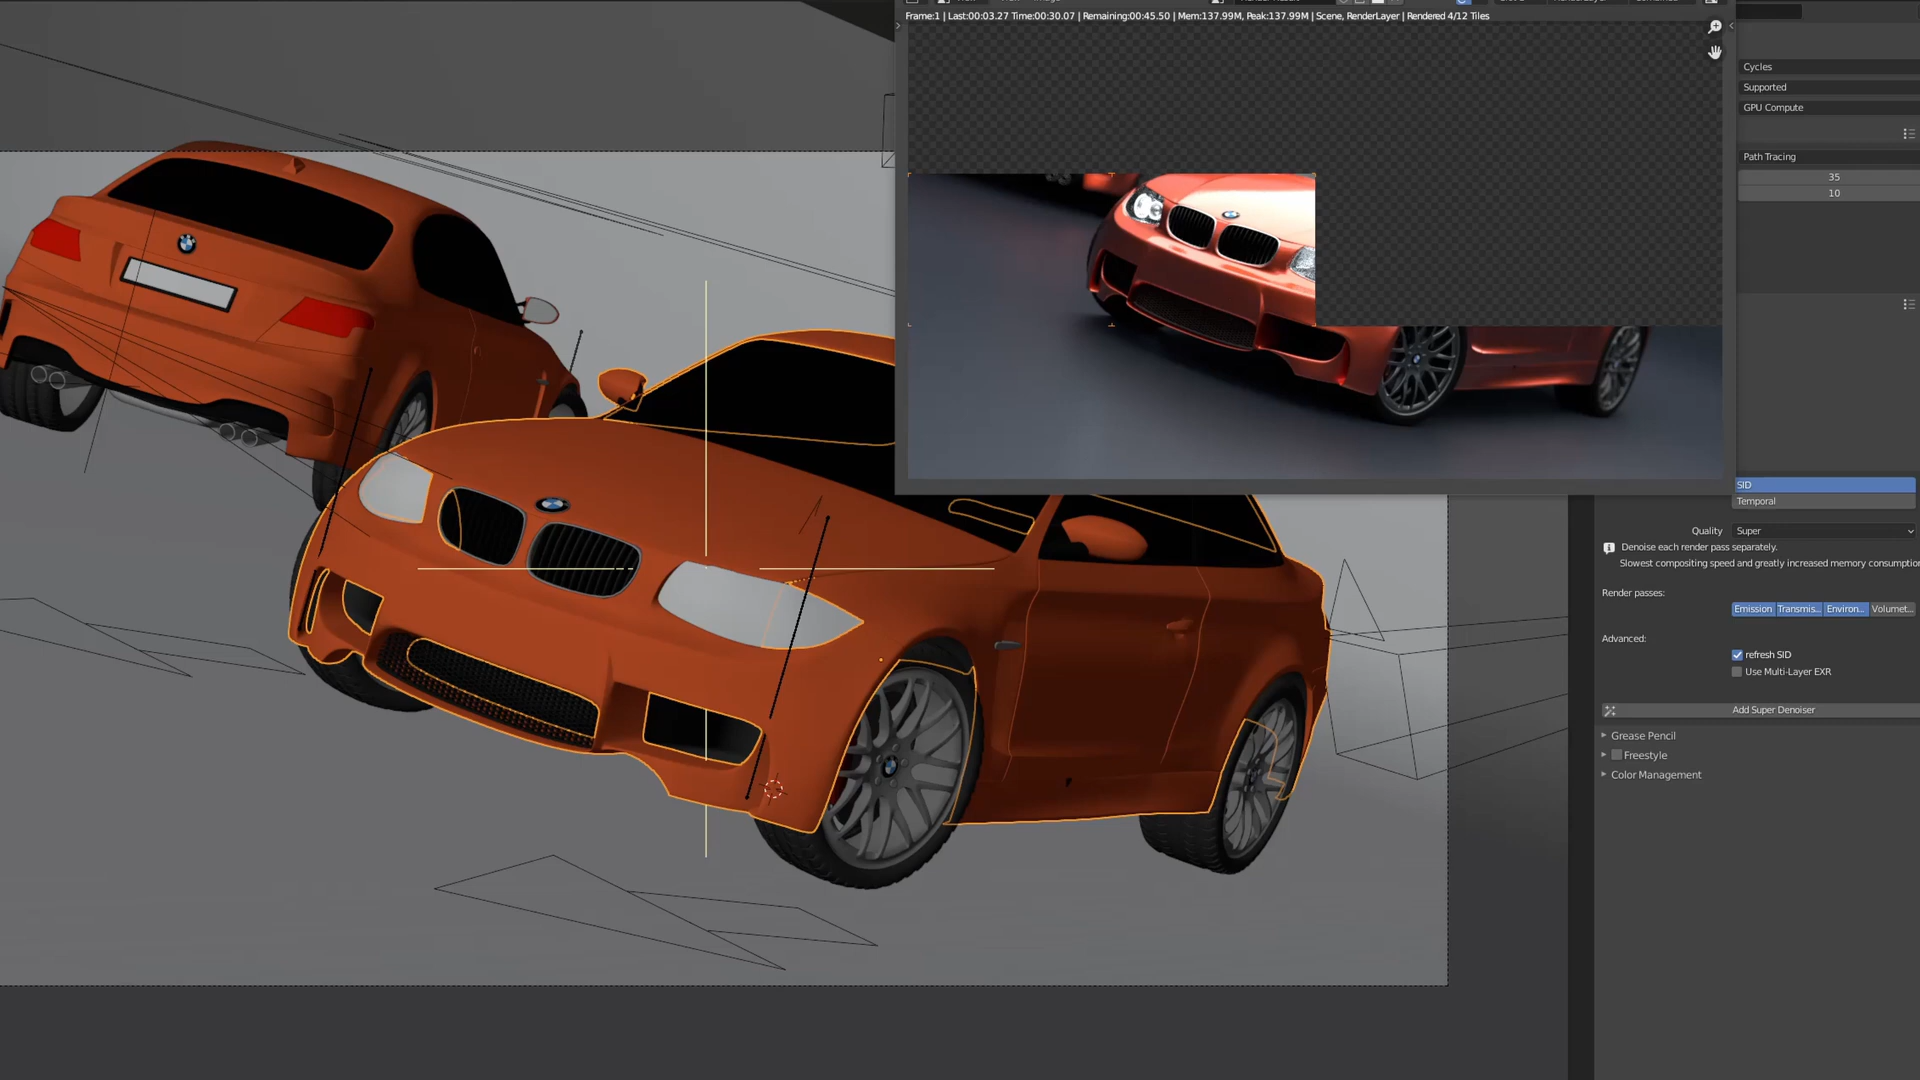 Frame:1 | Last:00:03.27 Time:00:30.07 | Remaining:00:45.50 | Mem:137.99M, Peak:137.99M | Scene, RenderLayer | Rendered 4/12 Tiles
Cycles
Supported
GPU Compute
Path Tracing
35
10
SID
Temporal
Quality Super
Denoise each render pass separately.
Slowest compositing speed and greatly increased memory consumption
Render passes:
Emission Transmis... Environ... Volumet...
Advanced:
refresh SID
Use Multi-Layer EXR
Add Super Denoiser
Grease Pencil
Freestyle
Color Management